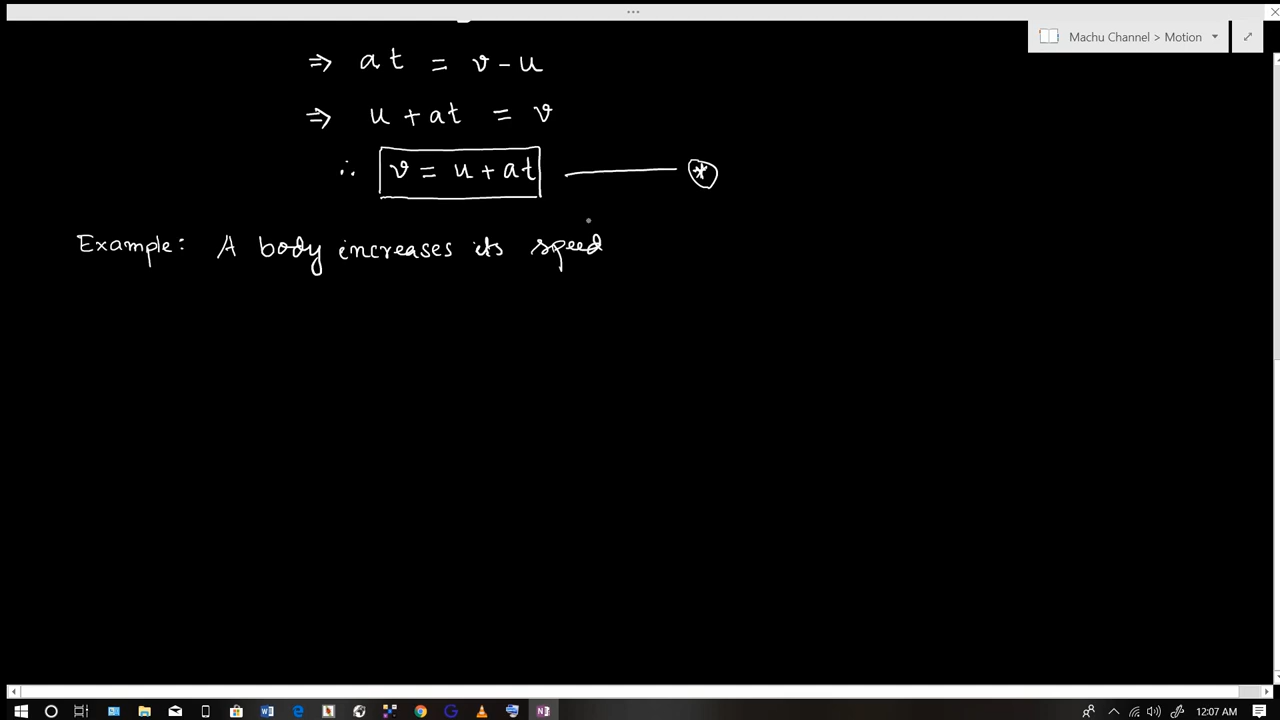 Machu Channel > Motion
⇒ at = v - u
⇒ u + at = v
∴ v = u + at ——— *
Example: A body increases its speed
12:07 AM